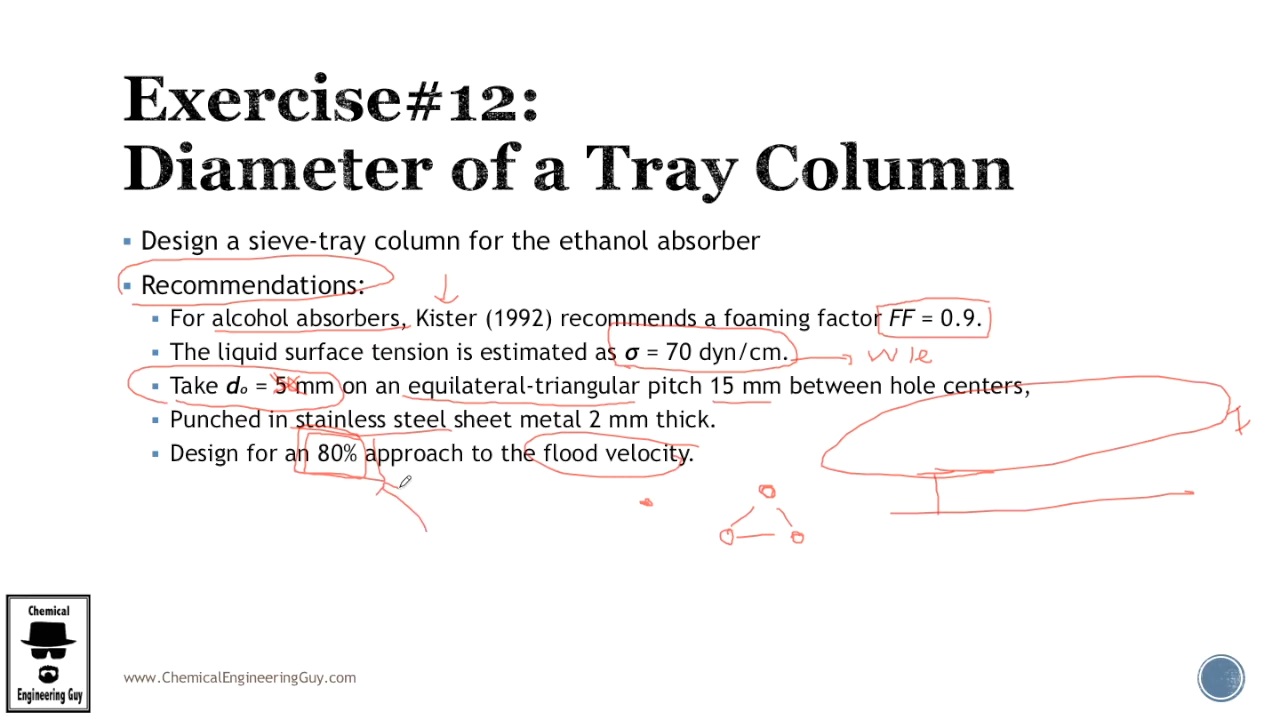 Exercise#12:
Diameter of a Tray Column
Design a sieve-tray column for the ethanol absorber
Recommendations:
For alcohol absorbers, Kister (1992) recommends a foaming factor FF = 0.9.
The liquid surface tension is estimated as σ = 70 dyn/cm.
Take dₒ = 5 mm on an equilateral-triangular pitch 15 mm between hole centers,
Punched in stainless steel sheet metal 2 mm thick.
Design for an 80% approach to the flood velocity.
Chemical
Engineering Guy
www.ChemicalEngineeringGuy.com